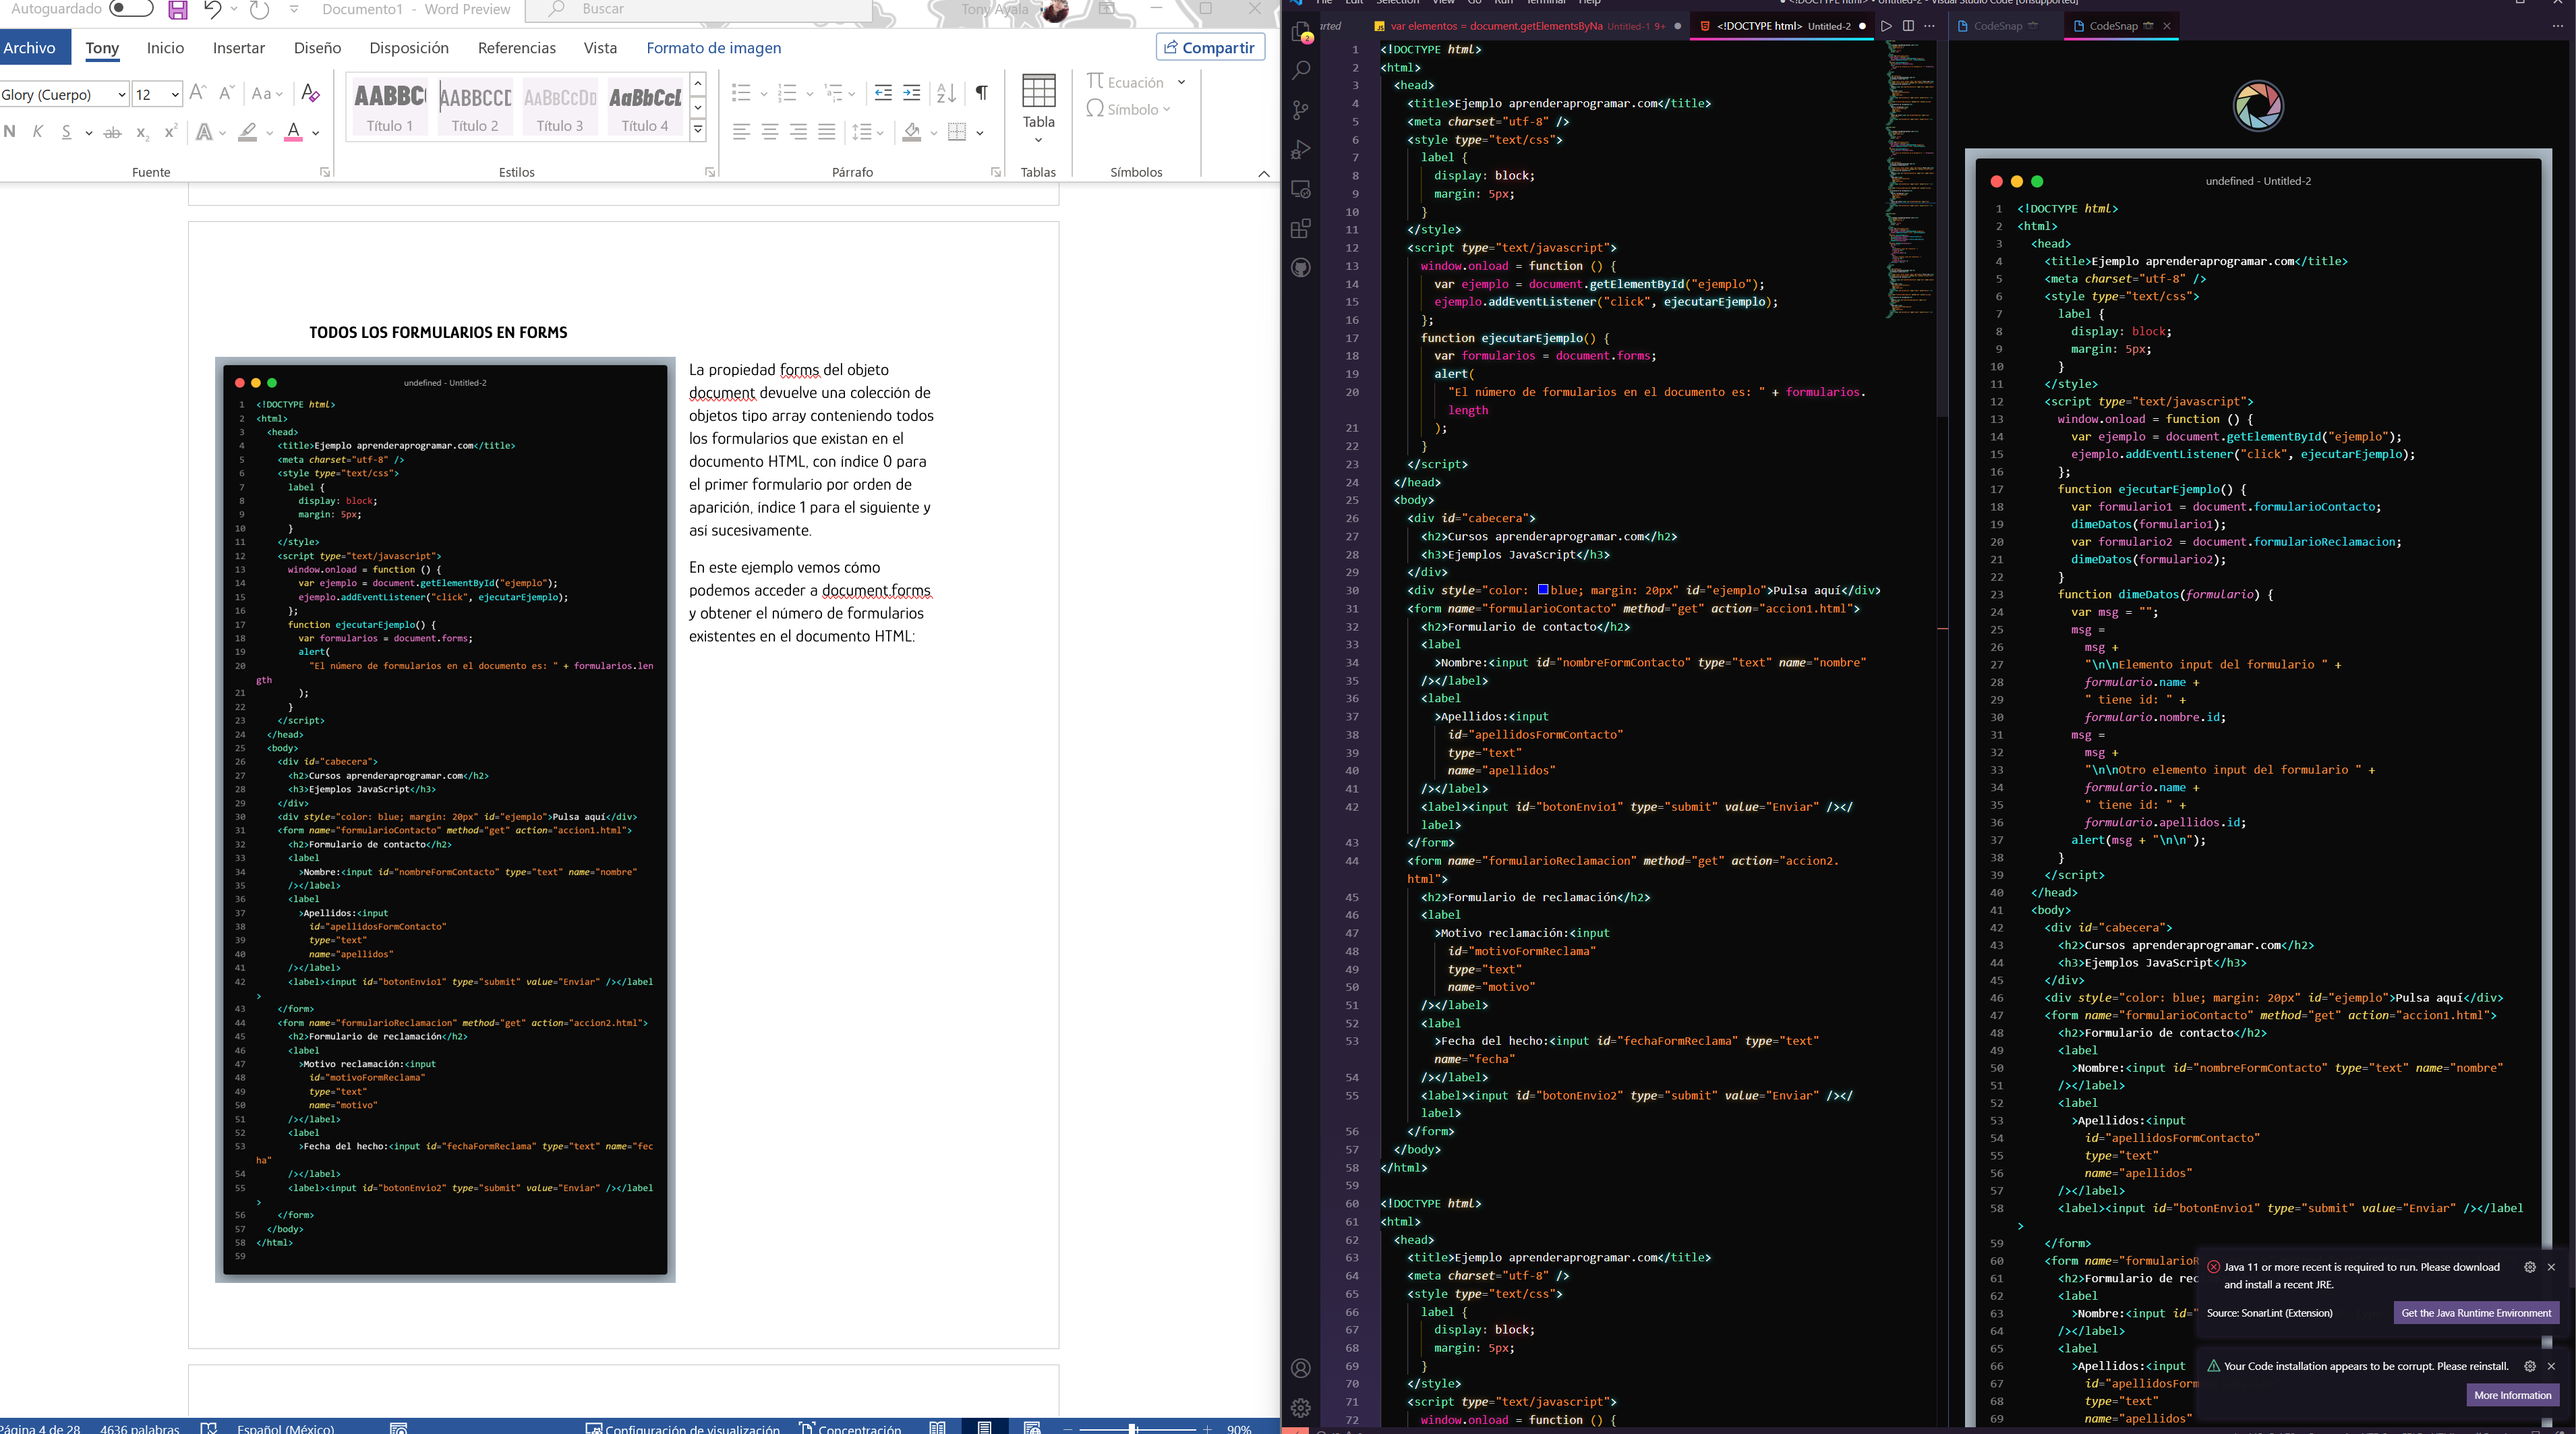 Autoguardado
Documento1 - Word Preview
Buscar
Tony Ayala
Archivo
Tony
Inicio
Insertar
Diseño
Disposición
Referencias
Vista
Formato de imagen
Compartir
Glory (Cuerpo)
12
AABBC
AABBCCD
AaBbCcDd
AaBbCcL
Título 1
Título 2
Título 3
Título 4
Tabla
Ecuación
Símbolo
Fuente
Estilos
Párrafo
Tablas
Símbolos
TODOS LOS FORMULARIOS EN FORMS
undefined - Untitled-2
1 <!DOCTYPE html>
2 <html>
3 <head>
4 <title>Ejemplo aprenderaprogramar.com</title>
5 <meta charset="utf-8" />
6 <style type="text/css">
7 label {
8 display: block;
9 margin: 5px;
10 }
11 </style>
12 <script type="text/javascript">
13 window.onload = function () {
14 var ejemplo = document.getElementById("ejemplo");
15 ejemplo.addEventListener("click", ejecutarEjemplo);
16 };
17 function ejecutarEjemplo() {
18 var formularios = document.forms;
19 alert(
20 "El número de formularios en el documento es: " + formularios.len
gth
21 );
22 }
23 </script>
24 </head>
25 <body>
26 <div id="cabecera">
27 <h2>Cursos aprenderaprogramar.com</h2>
28 <h3>Ejemplos JavaScript</h3>
29 </div>
30 <div style="color: blue; margin: 20px" id="ejemplo">Pulsa aquí</div>
31 <form name="formularioContacto" method="get" action="accion1.html">
32 <h2>Formulario de contacto</h2>
33 <label
34 >Nombre:<input id="nombreFormContacto" type="text" name="nombre"
35 /></label>
36 <label
37 >Apellidos:<input
38 id="apellidosFormContacto"
39 type="text"
40 name="apellidos"
41 /></label>
42 <label><input id="botonEnvio1" type="submit" value="Enviar" /></label
>
43 </form>
44 <form name="formularioReclamacion" method="get" action="accion2.html">
45 <h2>Formulario de reclamación</h2>
46 <label
47 >Motivo reclamación:<input
48 id="motivoFormReclama"
49 type="text"
50 name="motivo"
51 /></label>
52 <label
53 >Fecha del hecho:<input id="fechaFormReclama" type="text" name="fec
ha"
54 /></label>
55 <label><input id="botonEnvio2" type="submit" value="Enviar" /></label
>
56 </form>
57 </body>
58 </html>
59
La propiedad forms del objeto
document devuelve una colección de
objetos tipo array conteniendo todos
los formularios que existan en el
documento HTML, con índice 0 para
el primer formulario por orden de
aparición, índice 1 para el siguiente y
así sucesivamente.
En este ejemplo vemos cómo
podemos acceder a document.forms
y obtener el número de formularios
existentes en el documento HTML:
Página 4 de 28
4636 palabras
Español (México)
Configuración de visualización
Concentración
90%
<!DOCTYPE html> - Untitled-2 - Visual Studio Code [Unsupported]
File Edit Selection View Go Run Terminal Help
arted
var elementos = document.getElementsByNa Untitled-1 9+
<!DOCTYPE html> Untitled-2
1 <!DOCTYPE html>
2 <html>
3 <head>
4 <title>Ejemplo aprenderaprogramar.com</title>
5 <meta charset="utf-8" />
6 <style type="text/css">
7 label {
8 display: block;
9 margin: 5px;
10 }
11 </style>
12 <script type="text/javascript">
13 window.onload = function () {
14 var ejemplo = document.getElementById("ejemplo");
15 ejemplo.addEventListener("click", ejecutarEjemplo);
16 };
17 function ejecutarEjemplo() {
18 var formularios = document.forms;
19 alert(
20 "El número de formularios en el documento es: " + formularios.
length
21 );
22 }
23 </script>
24 </head>
25 <body>
26 <div id="cabecera">
27 <h2>Cursos aprenderaprogramar.com</h2>
28 <h3>Ejemplos JavaScript</h3>
29 </div>
30 <div style="color: blue; margin: 20px" id="ejemplo">Pulsa aquí</div>
31 <form name="formularioContacto" method="get" action="accion1.html">
32 <h2>Formulario de contacto</h2>
33 <label
34 >Nombre:<input id="nombreFormContacto" type="text" name="nombre"
35 /></label>
36 <label
37 >Apellidos:<input
38 id="apellidosFormContacto"
39 type="text"
40 name="apellidos"
41 /></label>
42 <label><input id="botonEnvio1" type="submit" value="Enviar" /></
label>
43 </form>
44 <form name="formularioReclamacion" method="get" action="accion2.
html">
45 <h2>Formulario de reclamación</h2>
46 <label
47 >Motivo reclamación:<input
48 id="motivoFormReclama"
49 type="text"
50 name="motivo"
51 /></label>
52 <label
53 >Fecha del hecho:<input id="fechaFormReclama" type="text"
name="fecha"
54 /></label>
55 <label><input id="botonEnvio2" type="submit" value="Enviar" /></
label>
56 </form>
57 </body>
58 </html>
59
60 <!DOCTYPE html>
61 <html>
62 <head>
63 <title>Ejemplo aprenderaprogramar.com</title>
64 <meta charset="utf-8" />
65 <style type="text/css">
66 label {
67 display: block;
68 margin: 5px;
69 }
70 </style>
71 <script type="text/javascript">
72 window.onload = function () {
CodeSnap
CodeSnap
undefined - Untitled-2
1 <!DOCTYPE html>
2 <html>
3 <head>
4 <title>Ejemplo aprenderaprogramar.com</title>
5 <meta charset="utf-8" />
6 <style type="text/css">
7 label {
8 display: block;
9 margin: 5px;
10 }
11 </style>
12 <script type="text/javascript">
13 window.onload = function () {
14 var ejemplo = document.getElementById("ejemplo");
15 ejemplo.addEventListener("click", ejecutarEjemplo);
16 };
17 function ejecutarEjemplo() {
18 var formulario1 = document.formularioContacto;
19 dimeDatos(formulario1);
20 var formulario2 = document.formularioReclamacion;
21 dimeDatos(formulario2);
22 }
23 function dimeDatos(formulario) {
24 var msg = "";
25 msg =
26 msg +
27 "\n\nElemento input del formulario " +
28 formulario.name +
29 " tiene id: " +
30 formulario.nombre.id;
31 msg =
32 msg +
33 "\n\nOtro elemento input del formulario " +
34 formulario.name +
35 " tiene id: " +
36 formulario.apellidos.id;
37 alert(msg + "\n\n");
38 }
39 </script>
40 </head>
41 <body>
42 <div id="cabecera">
43 <h2>Cursos aprenderaprogramar.com</h2>
44 <h3>Ejemplos JavaScript</h3>
45 </div>
46 <div style="color: blue; margin: 20px" id="ejemplo">Pulsa aquí</div>
47 <form name="formularioContacto" method="get" action="accion1.html">
48 <h2>Formulario de contacto</h2>
49 <label
50 >Nombre:<input id="nombreFormContacto" type="text" name="nombre"
51 /></label>
52 <label
53 >Apellidos:<input
54 id="apellidosFormContacto"
55 type="text"
56 name="apellidos"
57 /></label>
58 <label><input id="botonEnvio1" type="submit" value="Enviar" /></label
>
59 </form>
60 <form name="formularioR
61 <h2>Formulario de rec
62 <label
63 >Nombre:<input id="
64 /></label>
65 <label
66 >Apellidos:<input
67 id="apellidosForm
68 type="text"
69 name="apellidos"
Java 11 or more recent is required to run. Please download
and install a recent JRE.
Source: SonarLint (Extension)
Get the Java Runtime Environment
Your Code installation appears to be corrupt. Please reinstall.
More Information